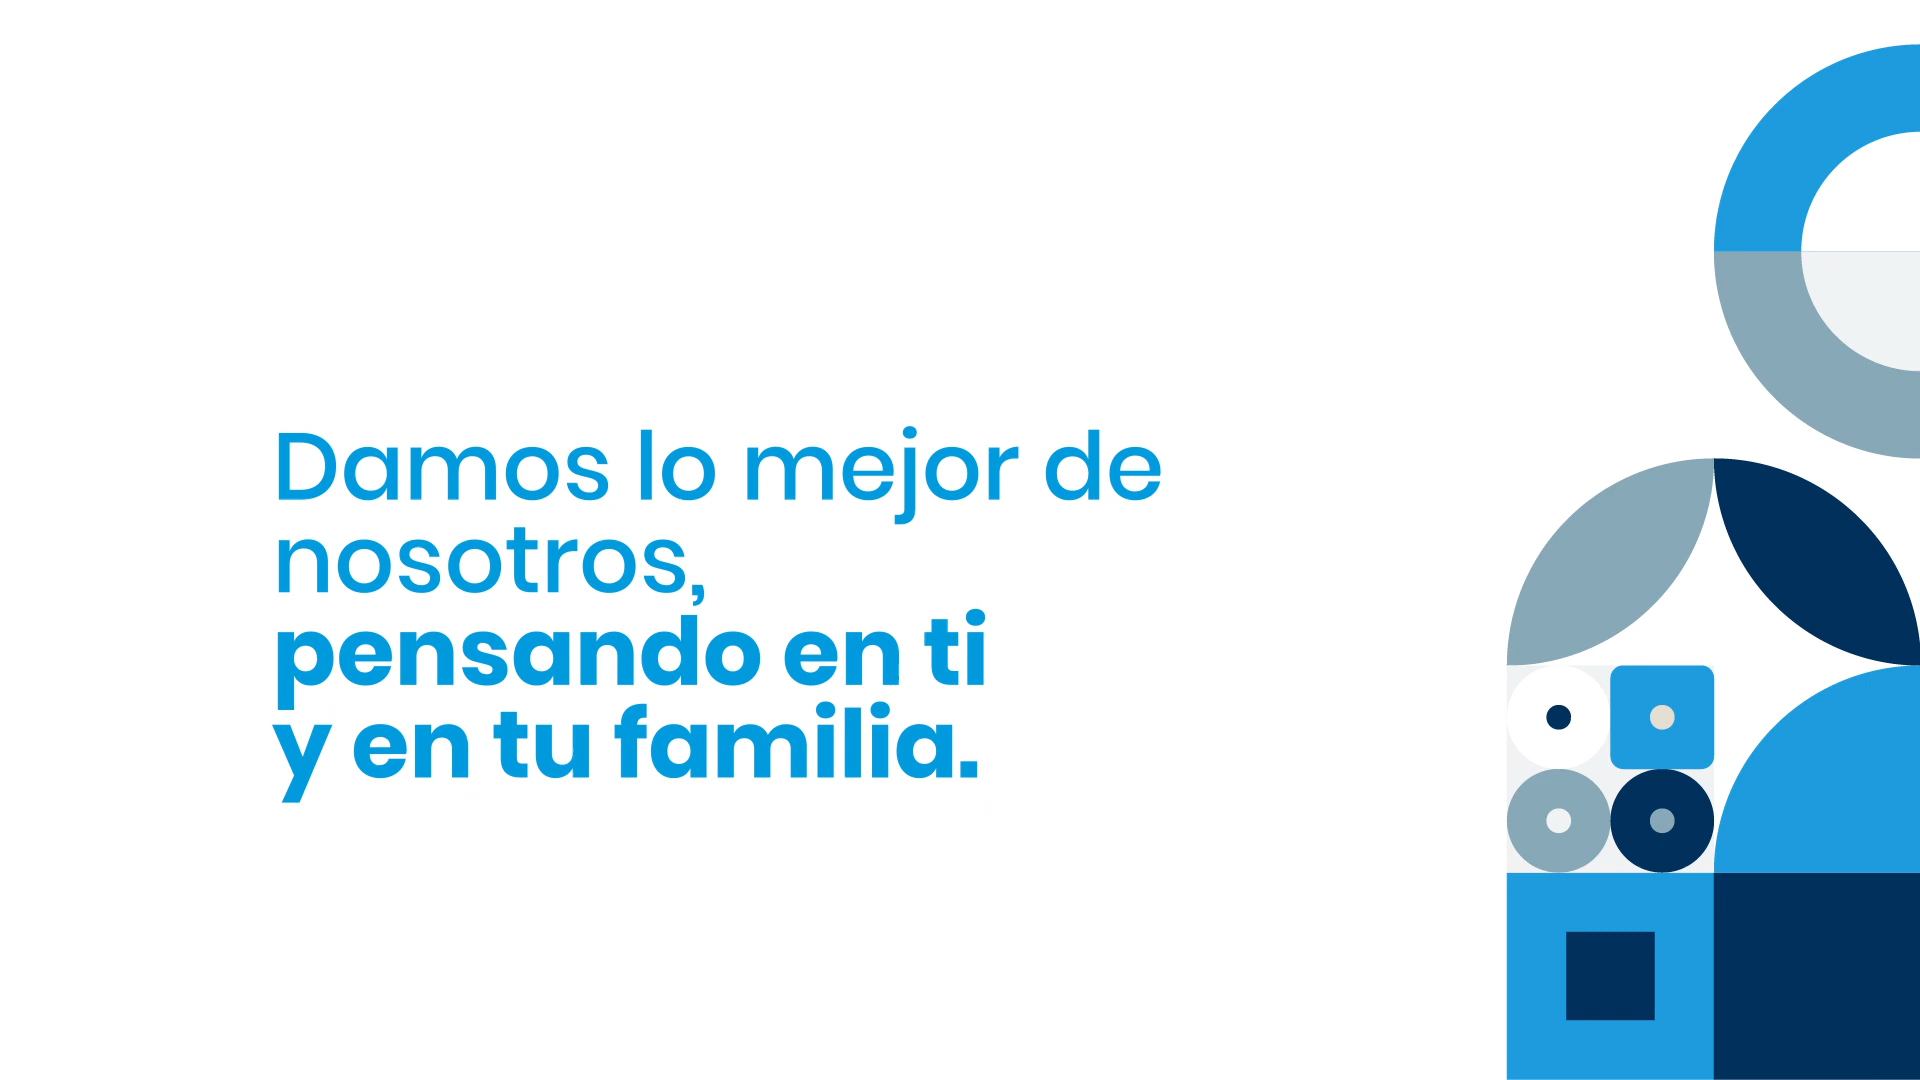 Damos lo mejor de
nosotros,
pensando en ti
y en tu familia.